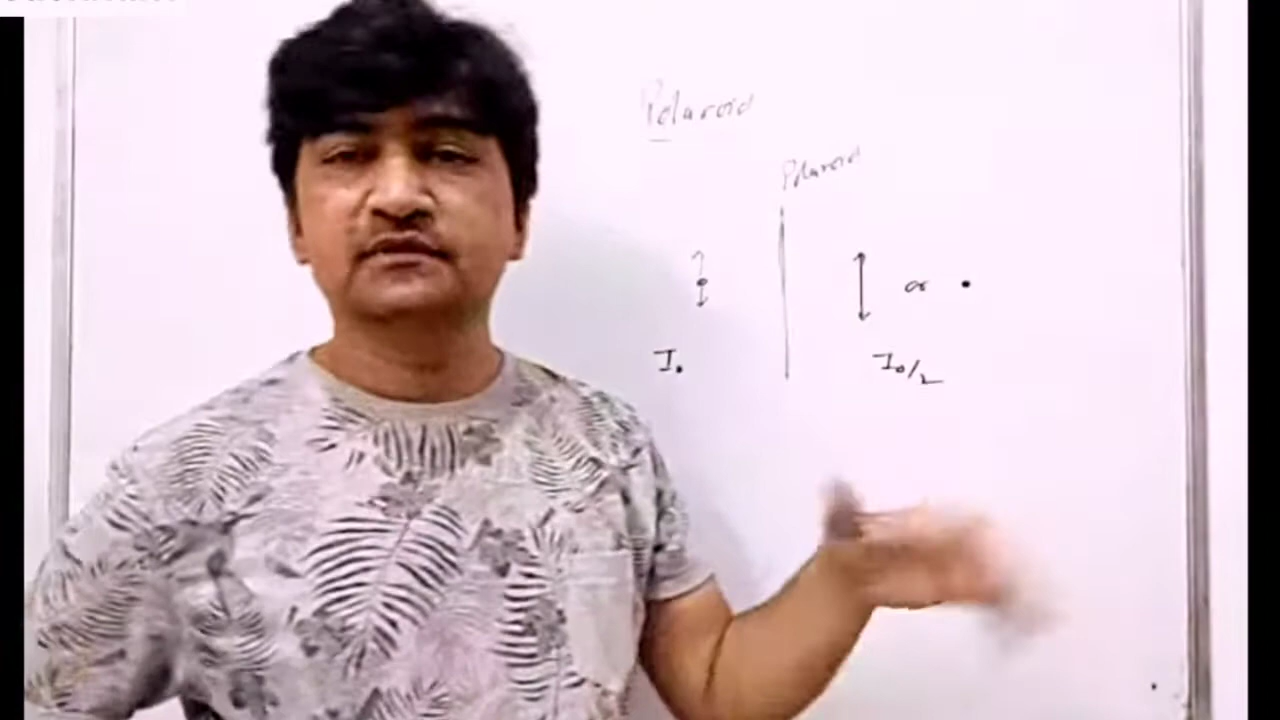 Polaroid
Polaroid
or
I₀
I₀/2